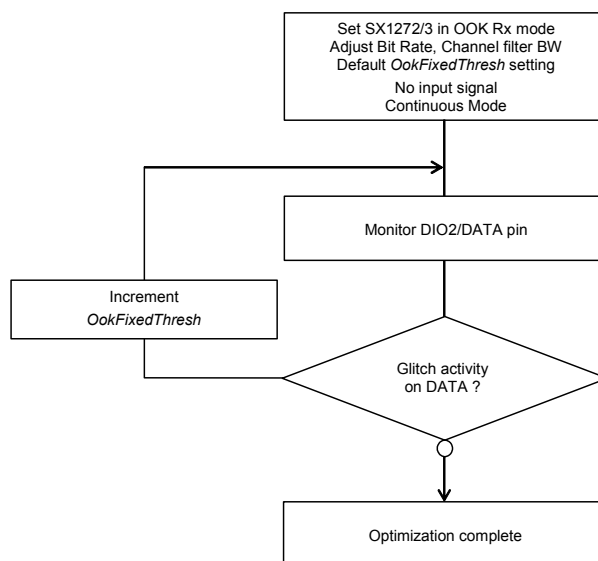 Set SX1272/3 in OOK Rx mode
Adjust Bit Rate, Channel filter BW
Default OokFixedThresh setting
No input signal
Continuous Mode
Monitor DIO2/DATA pin
Increment
OokFixedThresh
Glitch activity
on DATA ?
Optimization complete